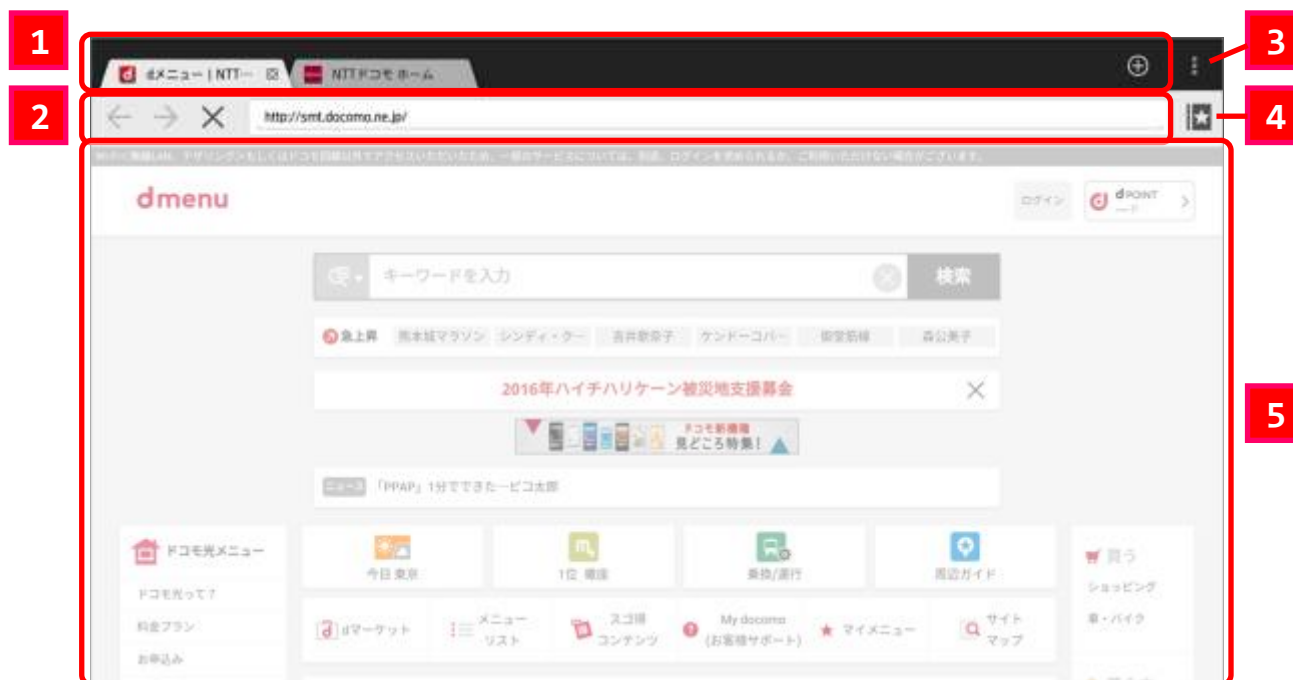 1
3
dメニュー | NTT…
NTTドコモ ホーム
2
http://smt.docomo.ne.jp/
4
dmenu
ログイン
d POINT
キーワードを入力
検索
急上昇
熊本城マラソン
シンディ・クー
吉井歌奈子
ケンドーコバー
御堂筋線
森公美子
2016年ハイチハリケーン被災地支援募金
ドコモ新機種
見どころ特集!
5
ニュース
「PPAP」1分でできた―ピコ太郎
ドコモ光メニュー
今日 東京
乗換/運行
周辺ガイド
買う
ドコモ光って?
ショッピング
料金プラン
dマーケット
メニュー
リスト
スゴ得
コンテンツ
My docomo
(お客様サポート)
マイメニュー
サイト
マップ
車・バイク
お申込み